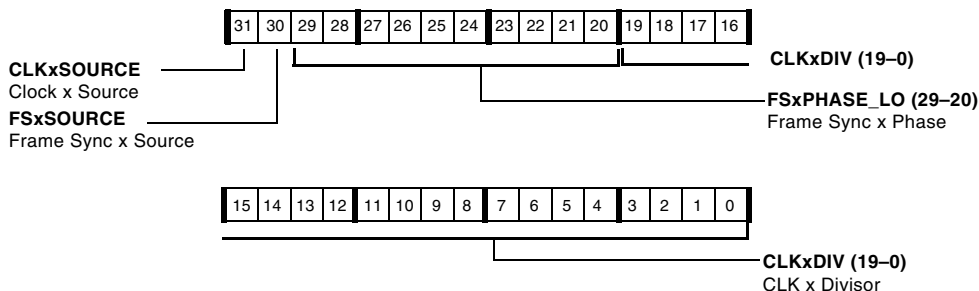 31 30 29 28 27 26 25 24 23 22 21 20 19 18 17 16
CLKxSOURCE
Clock x Source
FSxSOURCE
Frame Sync x Source
CLKxDIV (19–0)
FSxPHASE_LO (29–20)
Frame Sync x Phase
15 14 13 12 11 10 9 8 7 6 5 4 3 2 1 0
CLKxDIV (19–0)
CLK x Divisor